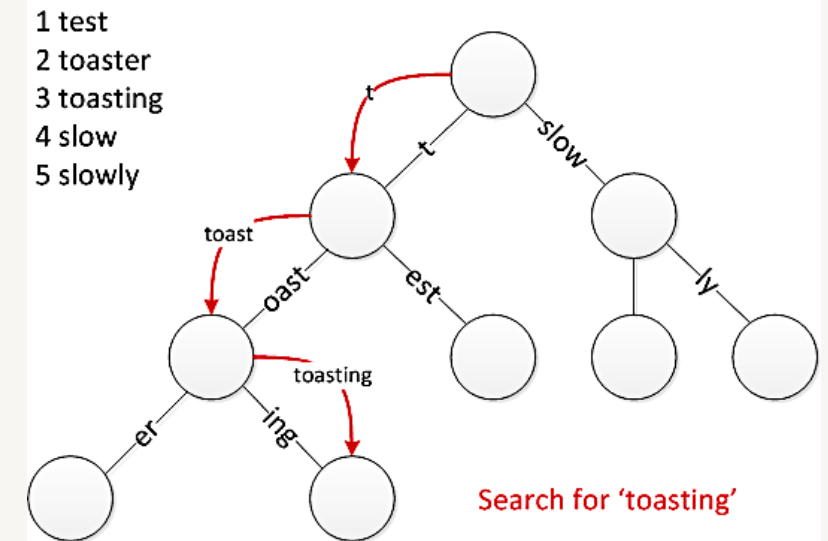 1 test
2 toaster
3 toasting
4 slow
5 slowly
t
t
slow
toast
oast
est
ly
toasting
er
ing
Search for ‘toasting’